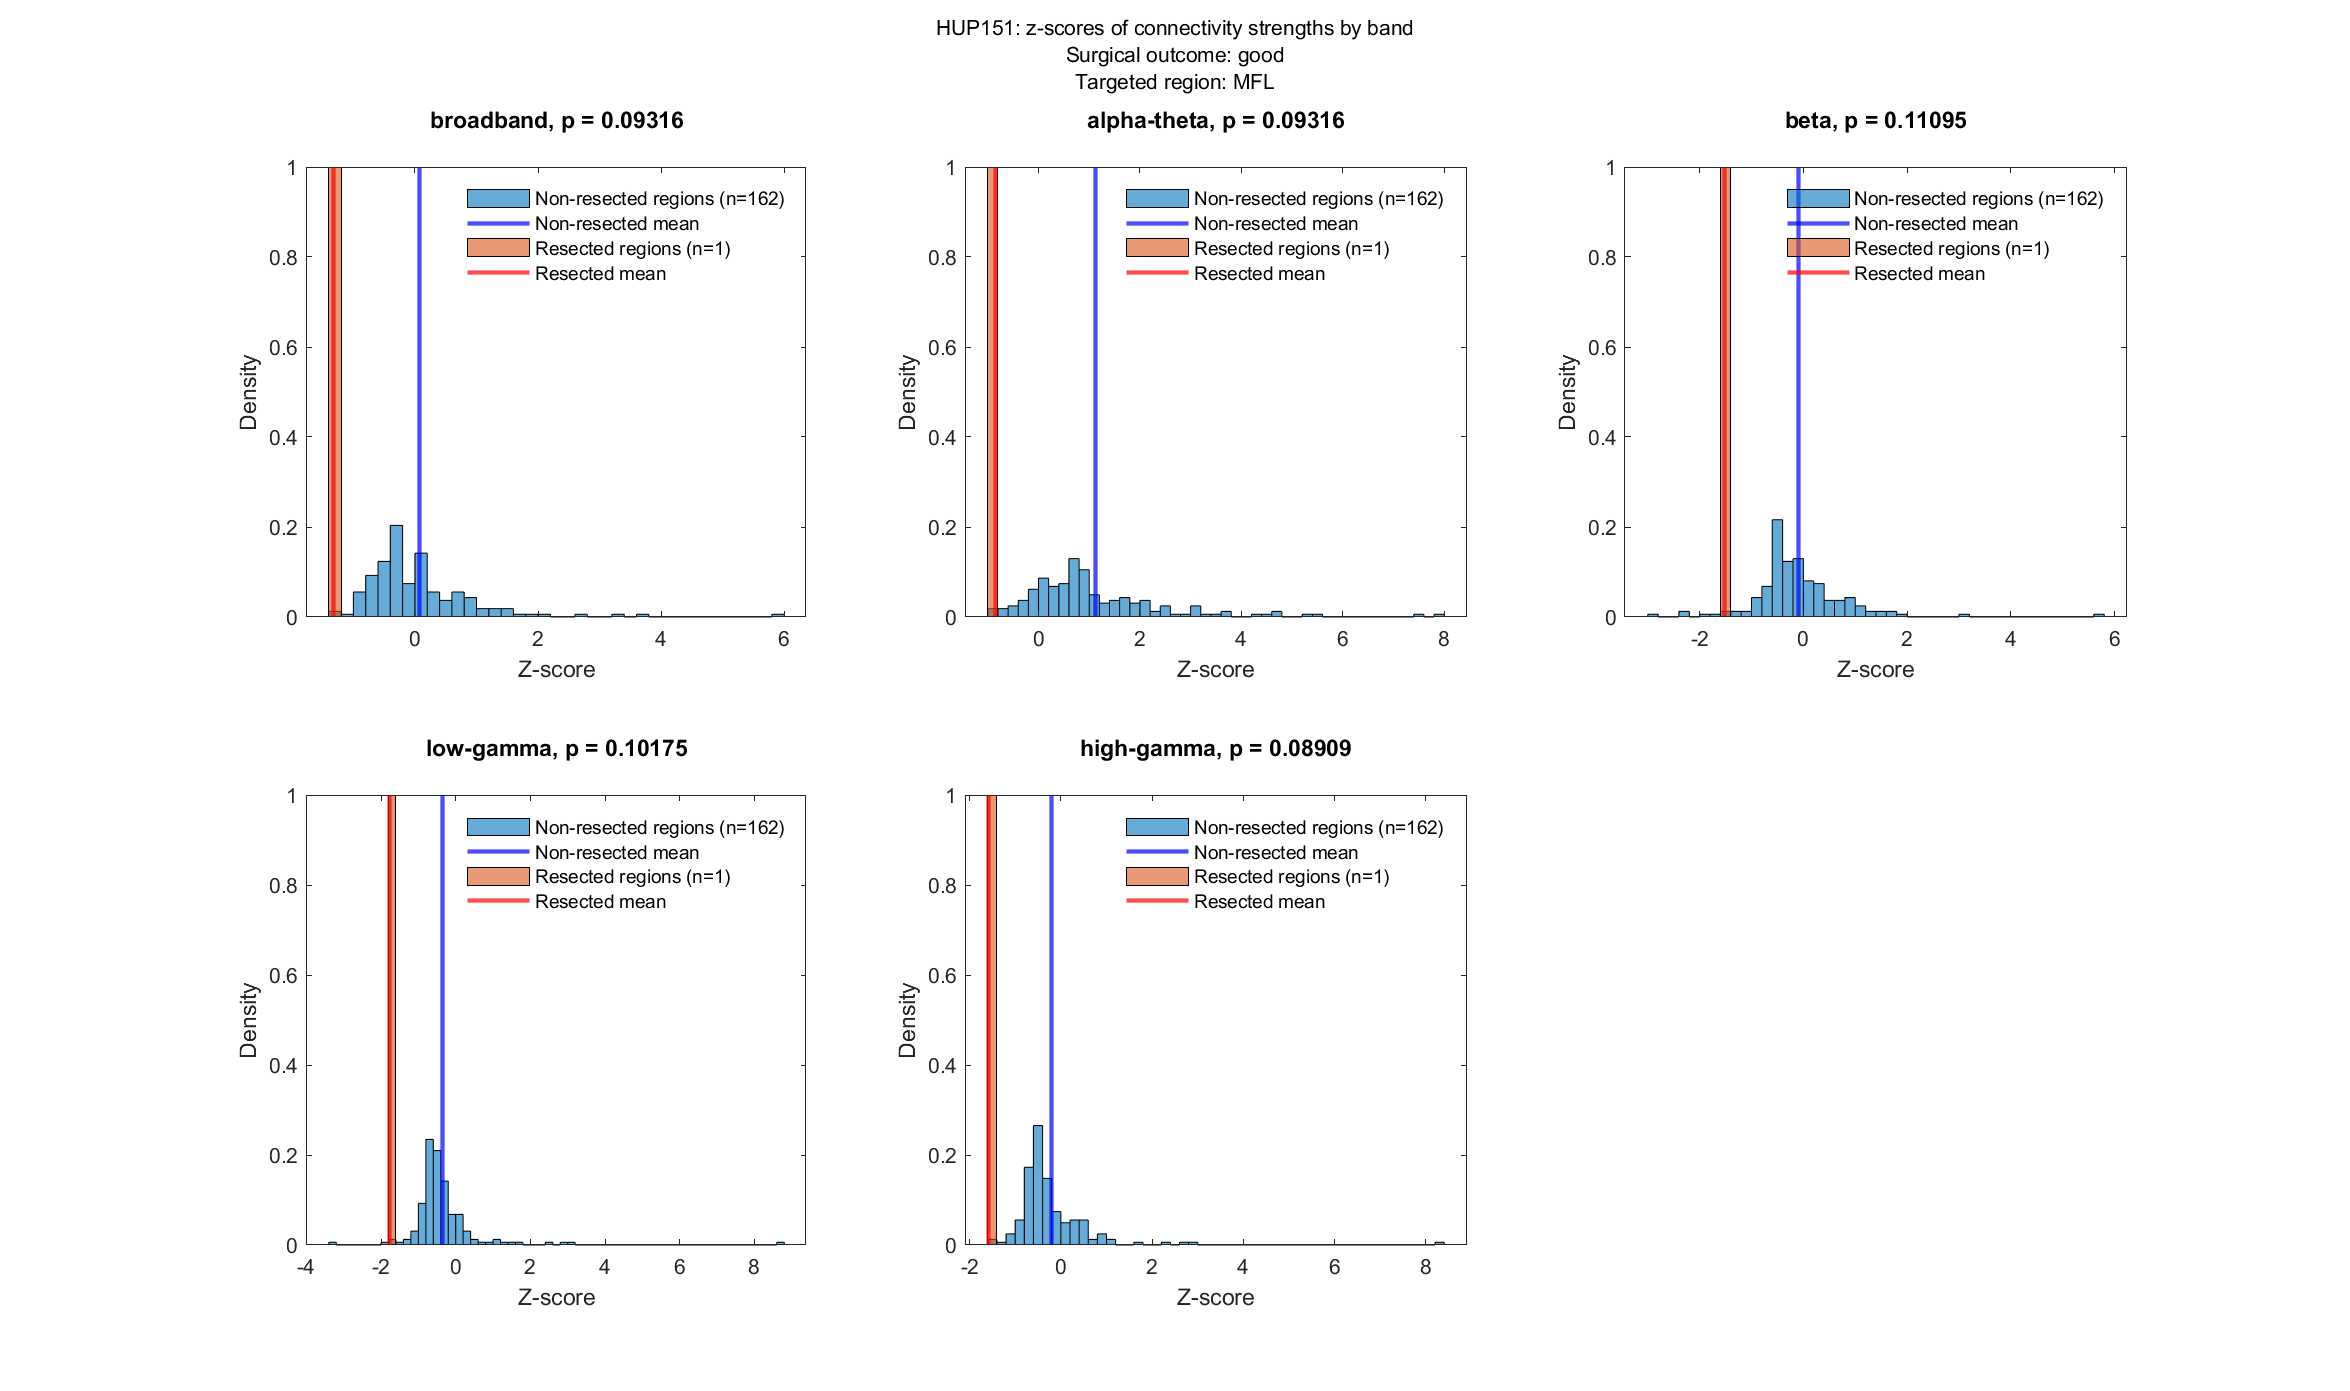 HUP151: z-scores of connectivity strengths by band
Surgical outcome: good
Targeted region: MFL
broadband, p = 0.09316
1
0.8
0.6
0.4
0.2
0
Density
0 2 4 6
Z-score
Non-resected regions (n=162)
Non-resected mean
Resected regions (n=1)
Resected mean
alpha-theta, p = 0.09316
1
0.8
0.6
0.4
0.2
0
Density
0 2 4 6 8
Z-score
Non-resected regions (n=162)
Non-resected mean
Resected regions (n=1)
Resected mean
beta, p = 0.11095
1
0.8
0.6
0.4
0.2
0
Density
-2 0 2 4 6
Z-score
Non-resected regions (n=162)
Non-resected mean
Resected regions (n=1)
Resected mean
low-gamma, p = 0.10175
1
0.8
0.6
0.4
0.2
0
Density
-4 -2 0 2 4 6 8
Z-score
Non-resected regions (n=162)
Non-resected mean
Resected regions (n=1)
Resected mean
high-gamma, p = 0.08909
1
0.8
0.6
0.4
0.2
0
Density
-2 0 2 4 6 8
Z-score
Non-resected regions (n=162)
Non-resected mean
Resected regions (n=1)
Resected mean